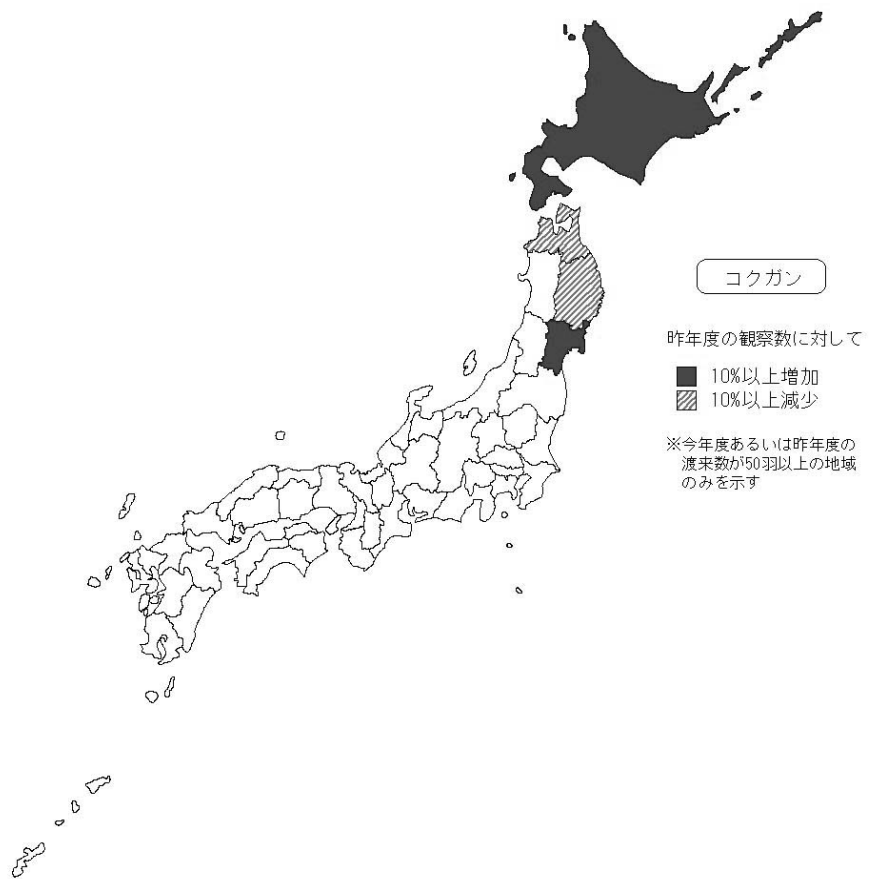 コクガン
昨年度の観察数に対して
10%以上増加
10%以上減少
※今年度あるいは昨年度の
渡来数が50羽以上の地域
のみを示す